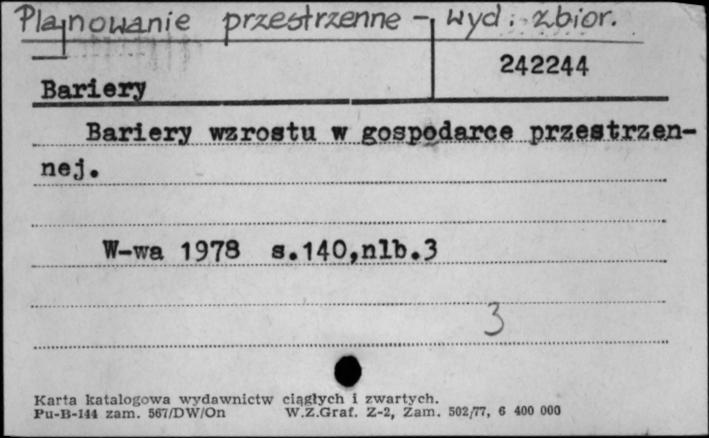 Planowanie przestrzenne - wyd. zbior.
242244
Bariery
Bariery wzrostu w gospodarce przestrzen-
nej.
W-wa 1978 s.140,nlb.3
3
Karta katalogowa wydawnictw ciągłych i zwartych.
Pu-B-144 zam. 567/DW/On W.Z.Graf. Z-2, Zam. 502/77, 6 400 000